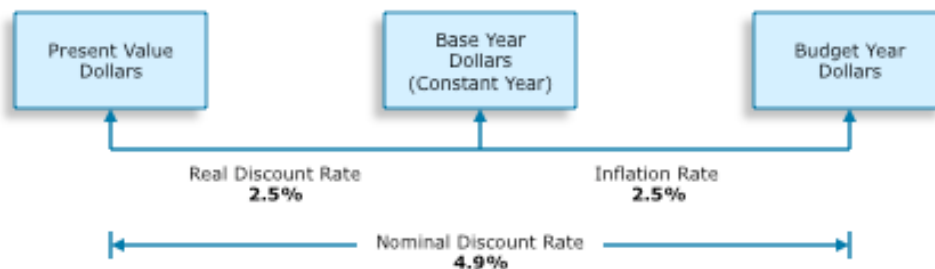 Present Value
Dollars
Base Year
Dollars
(Constant Year)
Budget Year
Dollars
Real Discount Rate
2.5%
Inflation Rate
2.5%
Nominal Discount Rate
4.9%